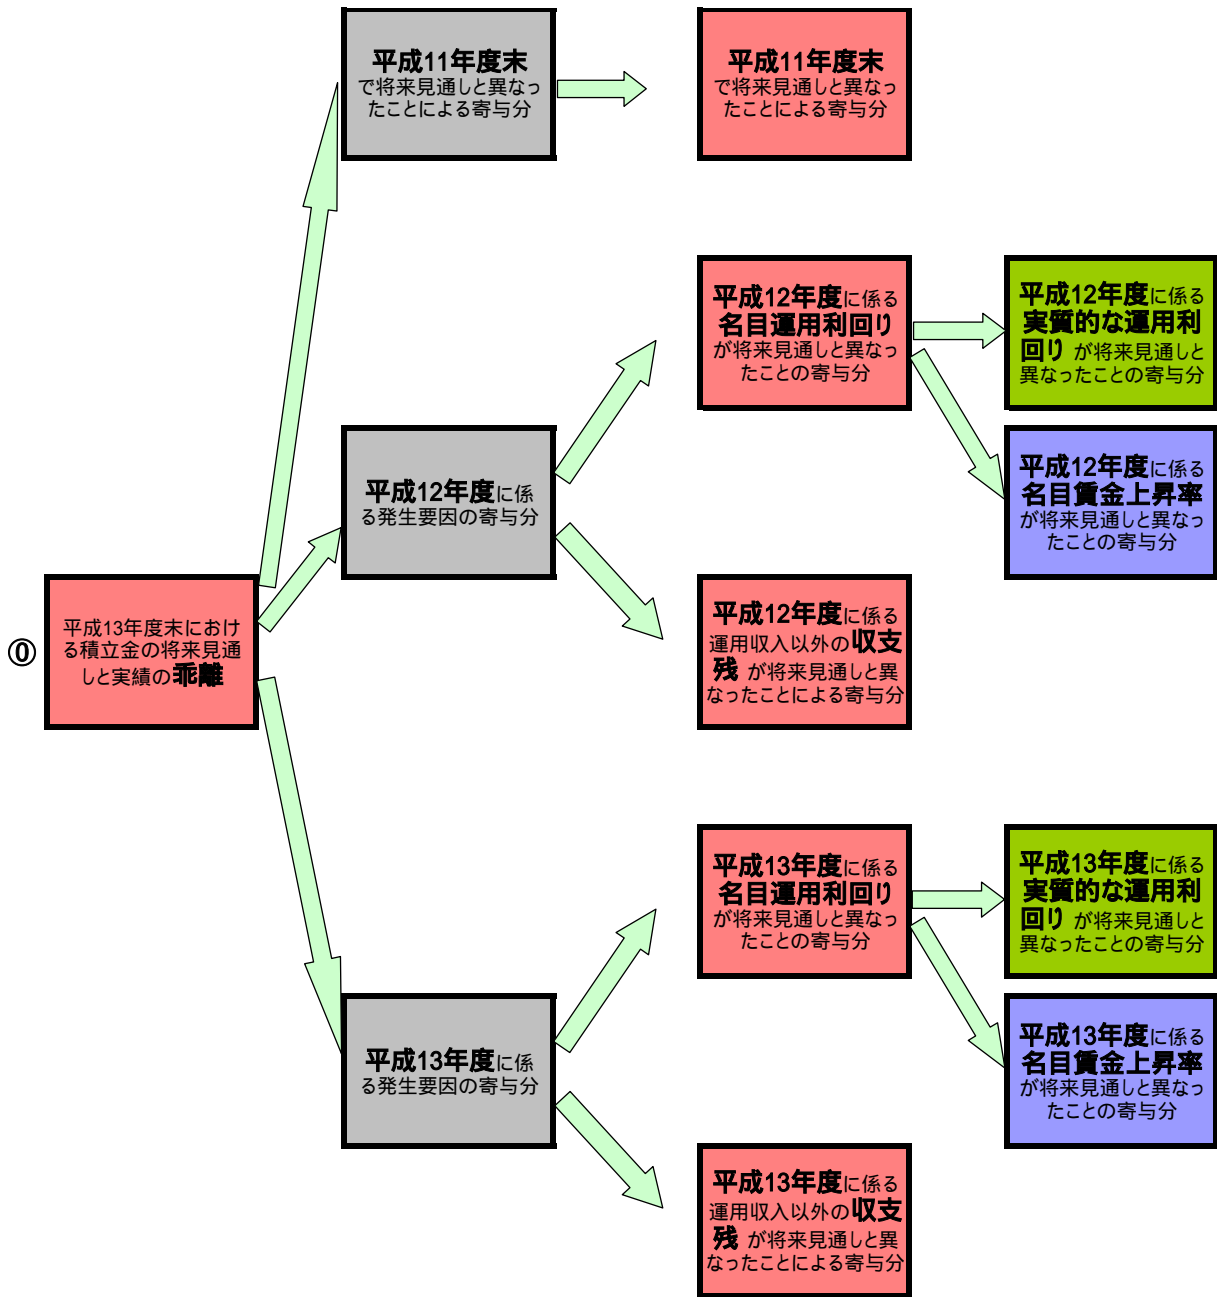 平成11年度末
で将来見通しと異なっ
たことによる寄与分
平成11年度末
で将来見通しと異なっ
たことによる寄与分
平成12年度に係る
名目運用利回り
が将来見通しと異なっ
たことの寄与分
平成12年度に係る
実質的な運用利
回り が将来見通しと
異なったことの寄与分
平成12年度に係
る発生要因の寄与分
平成12年度に係る
名目賃金上昇率
が将来見通しと異なっ
たことの寄与分
⓪
平成13年度末におけ
る積立金の将来見通
しと実績の乖離
平成12年度に係る
運用収入以外の収支
残 が将来見通しと異
なったことによる寄与分
平成13年度に係る
名目運用利回り
が将来見通しと異なっ
たことの寄与分
平成13年度に係る
実質的な運用利
回り が将来見通しと
異なったことの寄与分
平成13年度に係
る発生要因の寄与分
平成13年度に係る
名目賃金上昇率
が将来見通しと異なっ
たことの寄与分
平成13年度に係る
運用収入以外の収支
残 が将来見通しと異
なったことによる寄与分